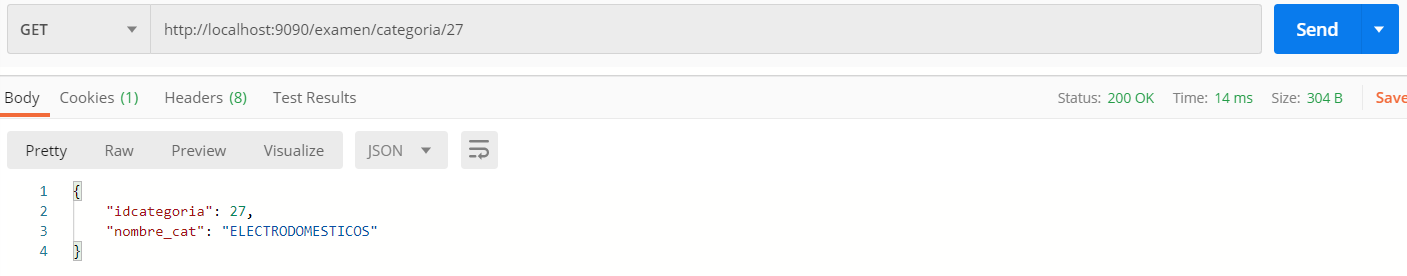 GET http://localhost:9090/examen/categoria/27 Send
Body Cookies (1) Headers (8) Test Results Status: 200 OK Time: 14 ms Size: 304 B Save
Pretty Raw Preview Visualize JSON
1 {
2 "idcategoria": 27,
3 "nombre_cat": "ELECTRODOMESTICOS"
4 }